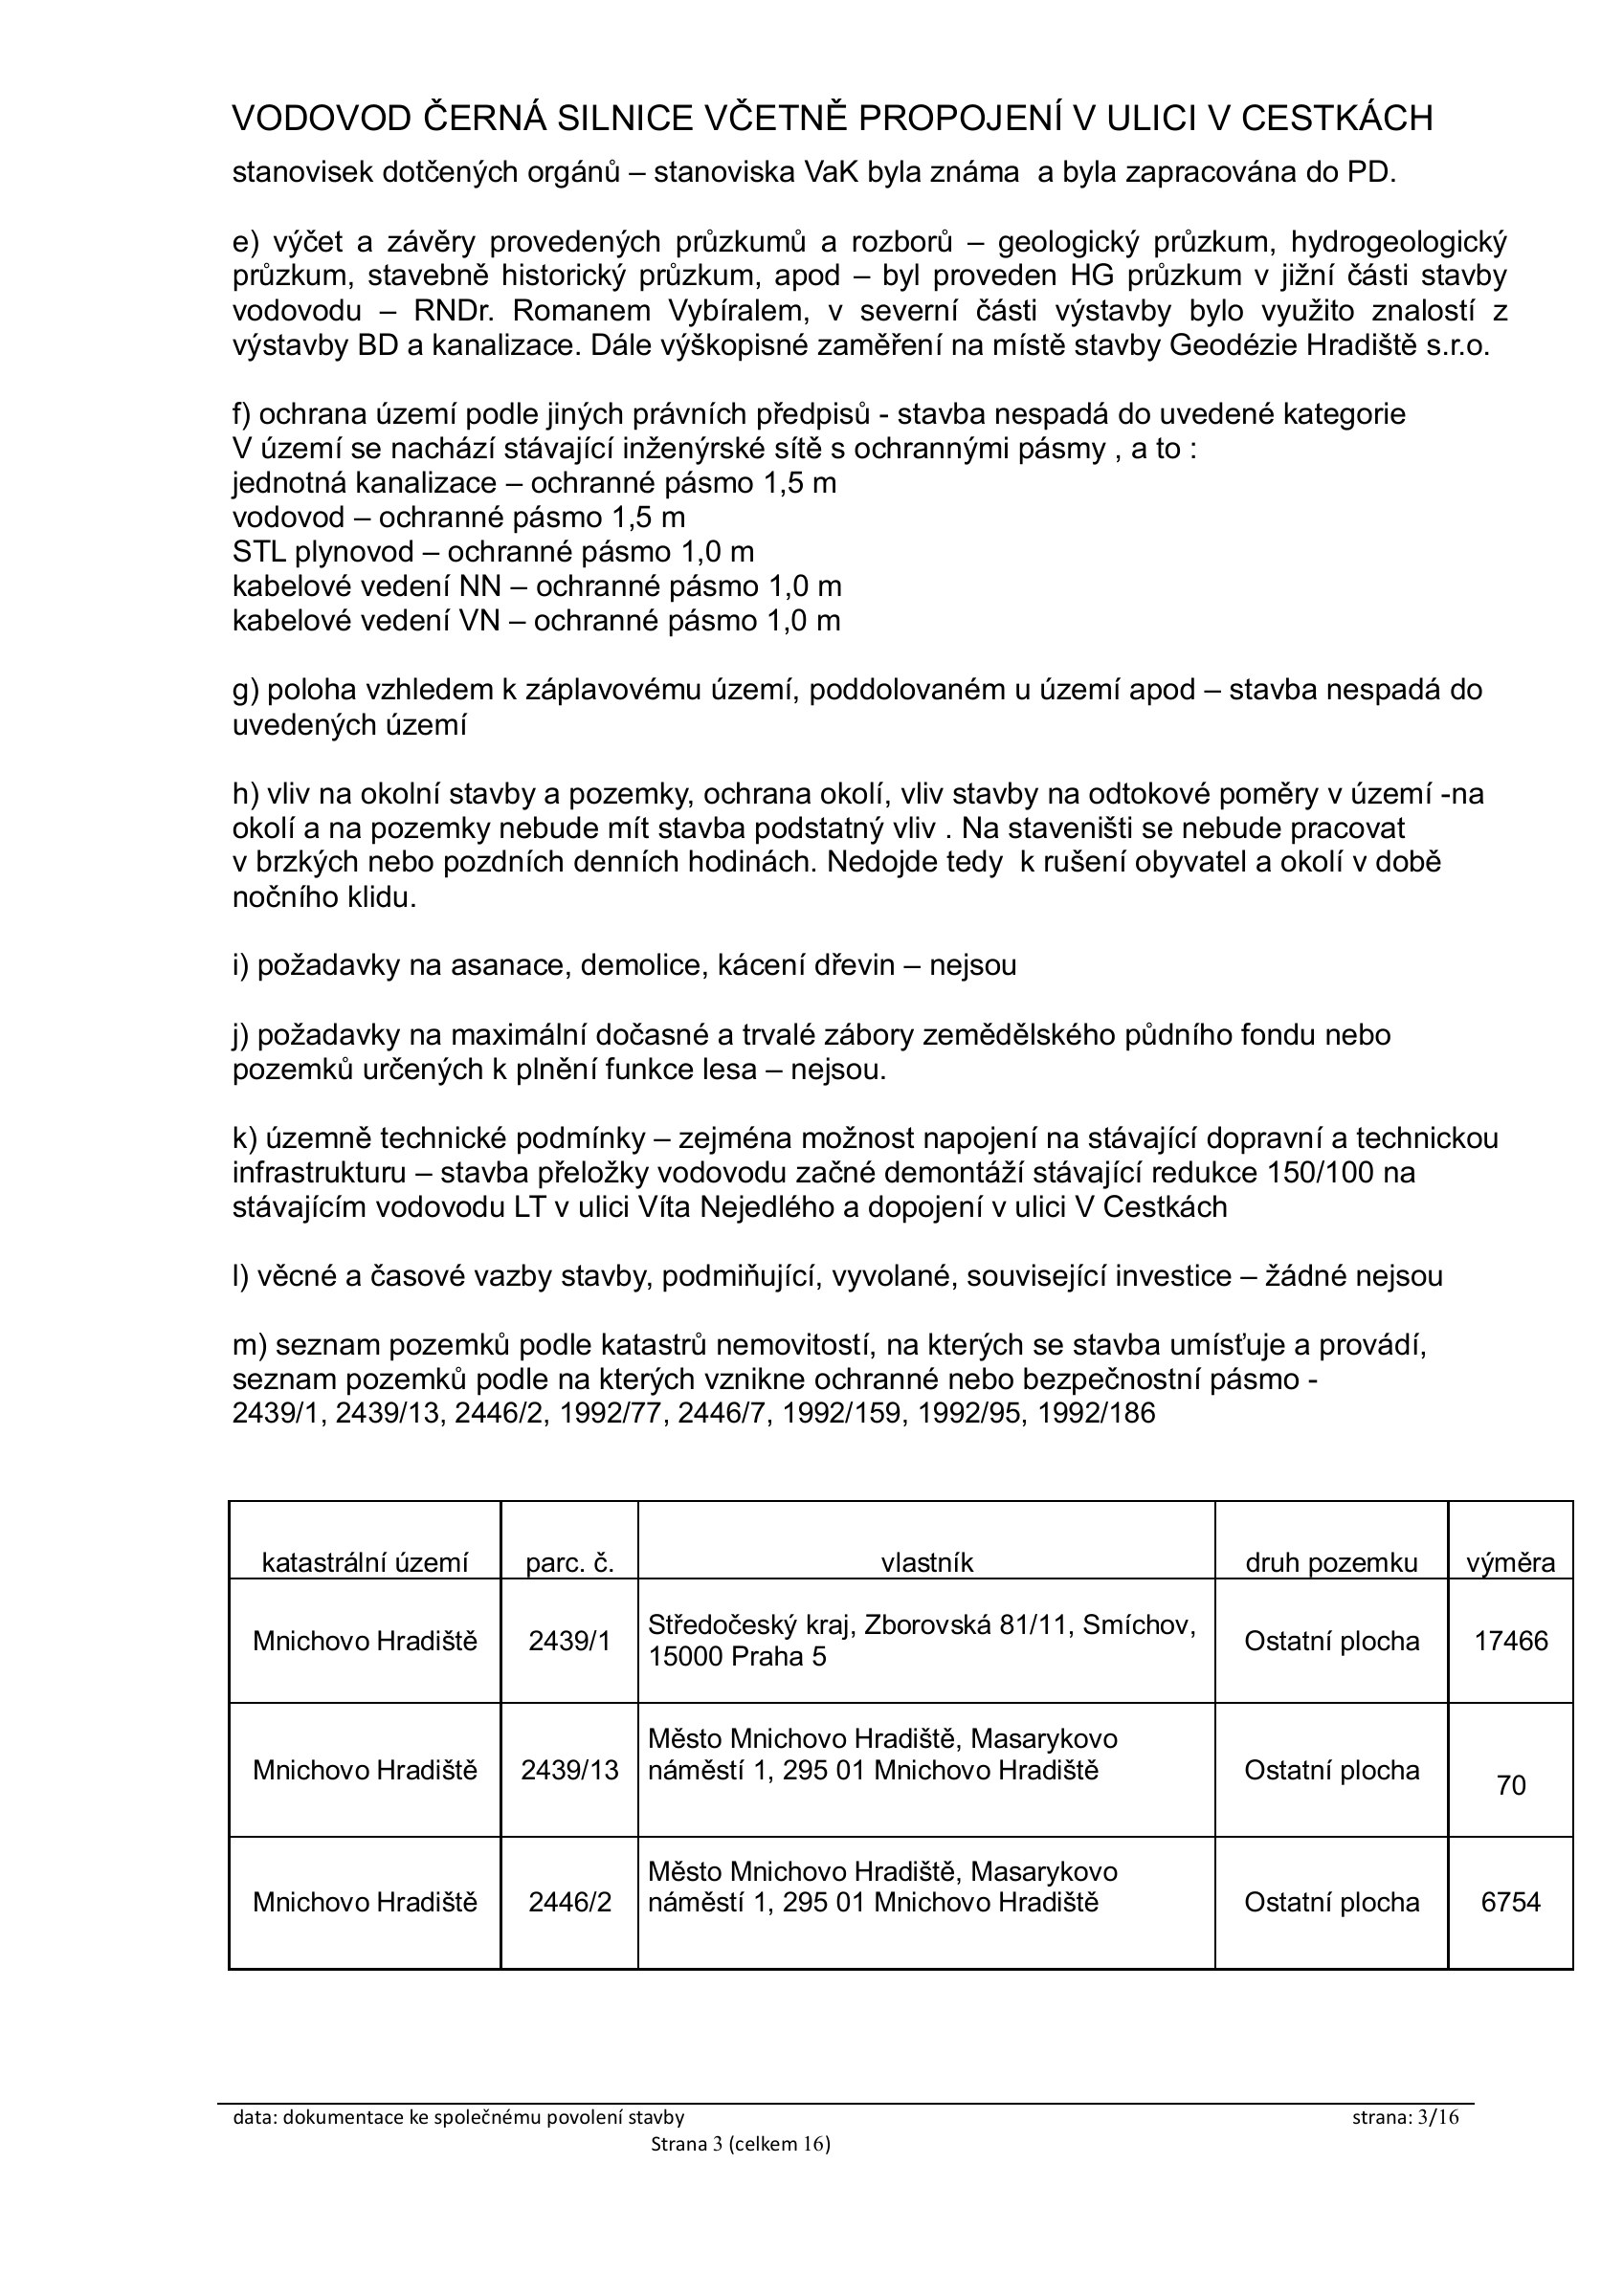 VODOVOD ČERNÁ SILNICE VČETNĚ PROPOJENÍ V ULICI V CESTKÁCH
stanovisek dotčených orgánů – stanoviska VaK byla známa  a byla zapracována do PD.
e) výčet a závěry provedených průzkumů a rozborů – geologický průzkum, hydrogeologický
průzkum, stavebně historický průzkum, apod – byl proveden HG průzkum v jižní části stavby
vodovodu – RNDr. Romanem Vybíralem, v severní části výstavby bylo využito znalostí z
výstavby BD a kanalizace. Dále výškopisné zaměření na místě stavby Geodézie Hradiště s.r.o.
f) ochrana území podle jiných právních předpisů - stavba nespadá do uvedené kategorie
V území se nachází stávající inženýrské sítě s ochrannými pásmy , a to :
jednotná kanalizace – ochranné pásmo 1,5 m
vodovod – ochranné pásmo 1,5 m
STL plynovod – ochranné pásmo 1,0 m
kabelové vedení NN – ochranné pásmo 1,0 m
kabelové vedení VN – ochranné pásmo 1,0 m
g) poloha vzhledem k záplavovému území, poddolovaném u území apod – stavba nespadá do
uvedených území
h) vliv na okolní stavby a pozemky, ochrana okolí, vliv stavby na odtokové poměry v území -na
okolí a na pozemky nebude mít stavba podstatný vliv . Na staveništi se nebude pracovat
v brzkých nebo pozdních denních hodinách. Nedojde tedy  k rušení obyvatel a okolí v době
nočního klidu.
i) požadavky na asanace, demolice, kácení dřevin – nejsou
j) požadavky na maximální dočasné a trvalé zábory zemědělského půdního fondu nebo
pozemků určených k plnění funkce lesa – nejsou.
k) územně technické podmínky – zejména možnost napojení na stávající dopravní a technickou
infrastrukturu – stavba přeložky vodovodu začné demontáží stávající redukce 150/100 na
stávajícím vodovodu LT v ulici Víta Nejedlého a dopojení v ulici V Cestkách
l) věcné a časové vazby stavby, podmiňující, vyvolané, související investice – žádné nejsou
m) seznam pozemků podle katastrů nemovitostí, na kterých se stavba umísťuje a provádí,
seznam pozemků podle na kterých vznikne ochranné nebo bezpečnostní pásmo -
2439/1, 2439/13, 2446/2, 1992/77, 2446/7, 1992/159, 1992/95, 1992/186
katastrální území parc. č. vlastník druh pozemku výměra
Mnichovo Hradiště 2439/1 Středočeský kraj, Zborovská 81/11, Smíchov,
15000 Praha 5 Ostatní plocha 17466
Mnichovo Hradiště 2439/13 Město Mnichovo Hradiště, Masarykovo
náměstí 1, 295 01 Mnichovo Hradiště Ostatní plocha 70
Mnichovo Hradiště 2446/2 Město Mnichovo Hradiště, Masarykovo
náměstí 1, 295 01 Mnichovo Hradiště Ostatní plocha 6754
data: dokumentace ke společnému povolení stavby strana: 3/16
Strana 3 (celkem 16)